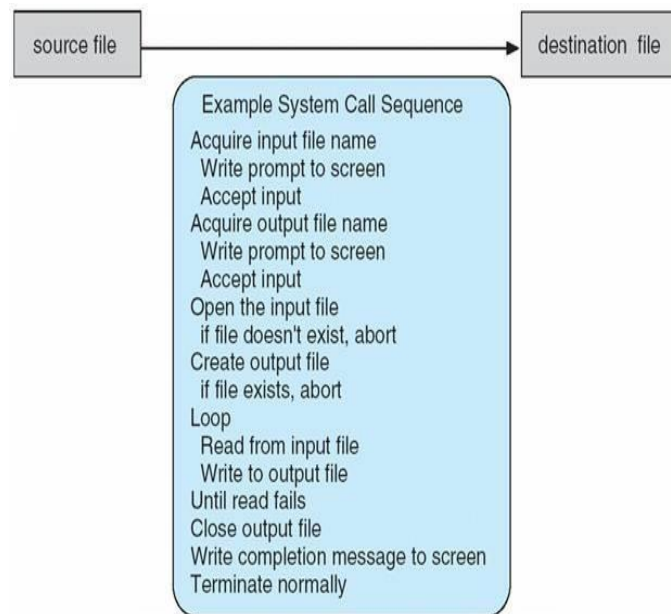 source file
destination file
Example System Call Sequence
Acquire input file name
Write prompt to screen
Accept input
Acquire output file name
Write prompt to screen
Accept input
Open the input file
if file doesn't exist, abort
Create output file
if file exists, abort
Loop
Read from input file
Write to output file
Until read fails
Close output file
Write completion message to screen
Terminate normally